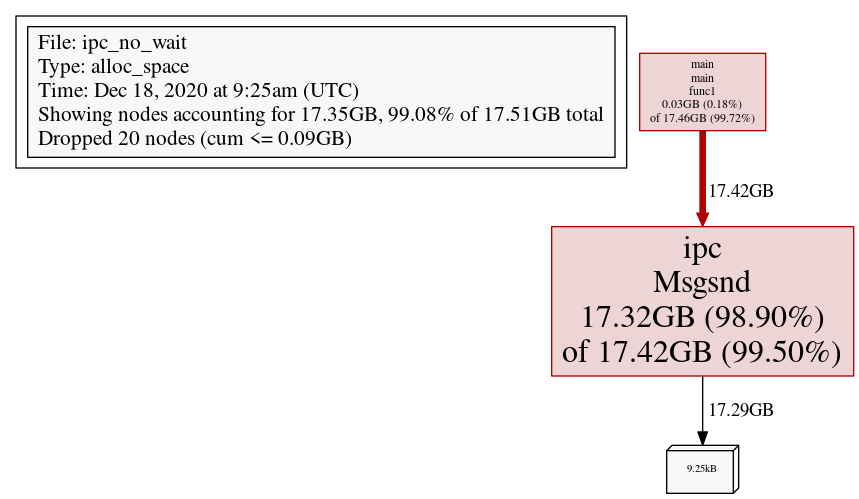 File: ipc_no_wait
Type: alloc_space
Time: Dec 18, 2020 at 9:25am (UTC)
Showing nodes accounting for 17.35GB, 99.08% of 17.51GB total
Dropped 20 nodes (cum <= 0.09GB)
main
main
func1
0.03GB (0.18%)
of 17.46GB (99.72%)
17.42GB
ipc
Msgsnd
17.32GB (98.90%)
of 17.42GB (99.50%)
17.29GB
9.25kB